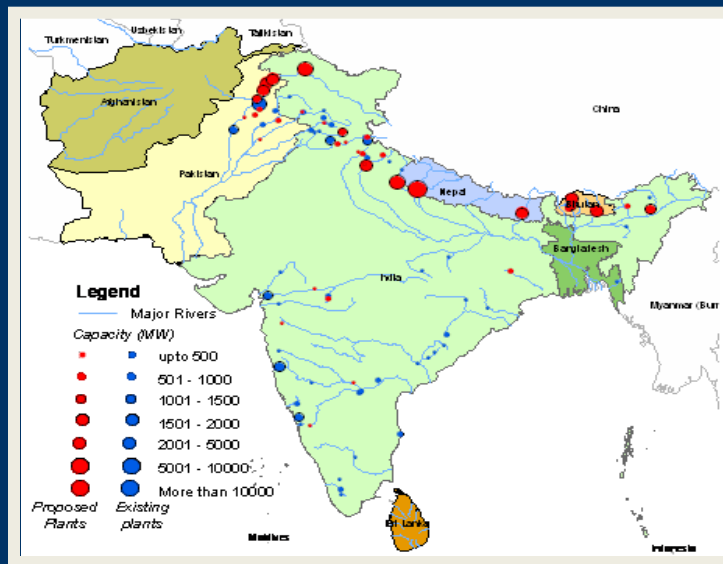 Uzbekistan
Tajikistan
Turkmenistan
Afghanistan
China
Pakistan
Nepal
Bhutan
Bangladesh
India
Myanmar (Burr
Legend
Major Rivers
Capacity (MW)
upto 500
501 - 1000
1001 - 1500
1501 - 2000
2001 - 5000
5001 - 10000
More than 10000
Proposed Existing
Plants plants
Sri Lanka
Maldives
Indonesia